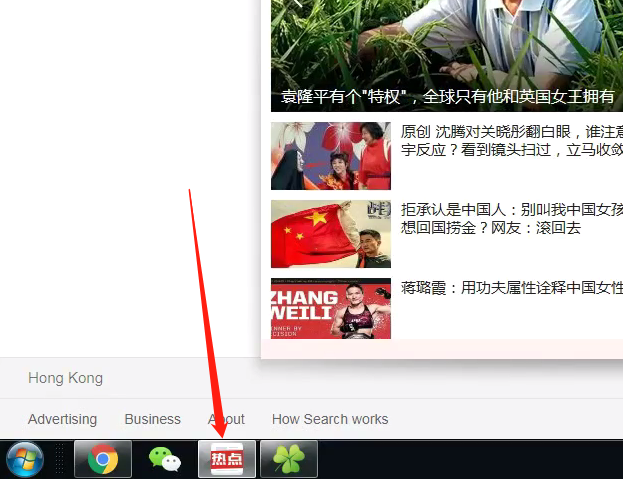 袁隆平有个"特权"，全球只有他和英国女王拥有
原创 沈腾对关晓彤翻白眼，谁注意
宇反应？看到镜头扫过，立马收敛
拒承认是中国人：别叫我中国女孩
想回国捞金？网友：滚回去
蒋璐霞：用功夫属性诠释中国女性
ZHANG
WEILI
WINNER BY
DECISION
Hong Kong
Advertising Business About How Search works
热点